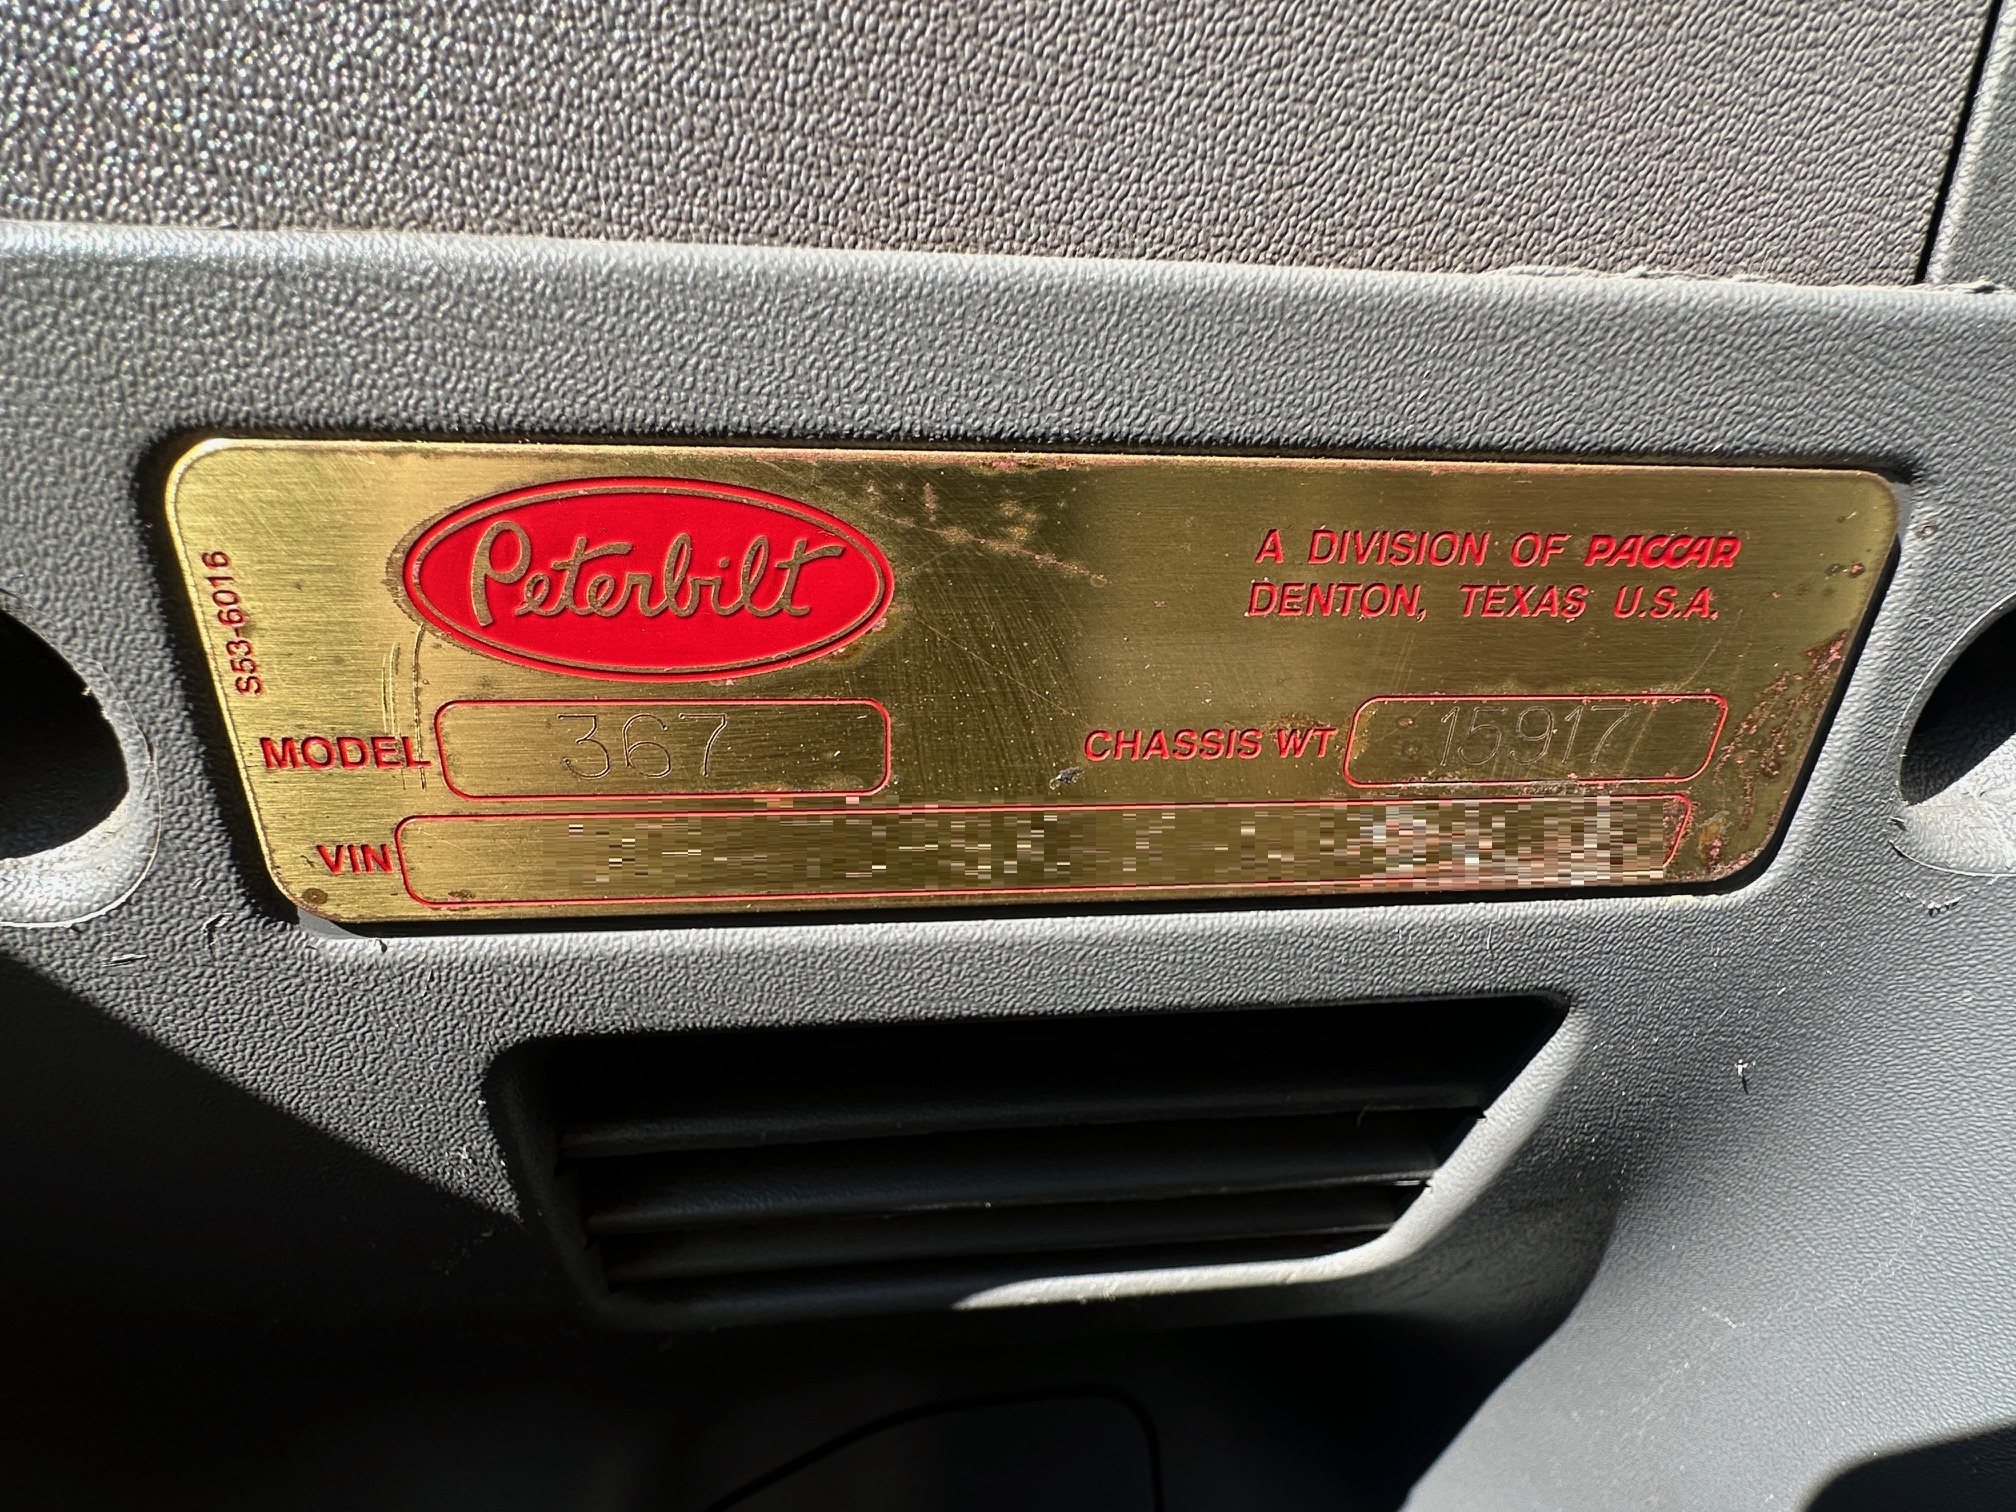 S53-6016
Peterbilt
A DIVISION OF PACCAR
DENTON, TEXAS U.S.A.
MODEL 367
CHASSIS WT 15917
VIN